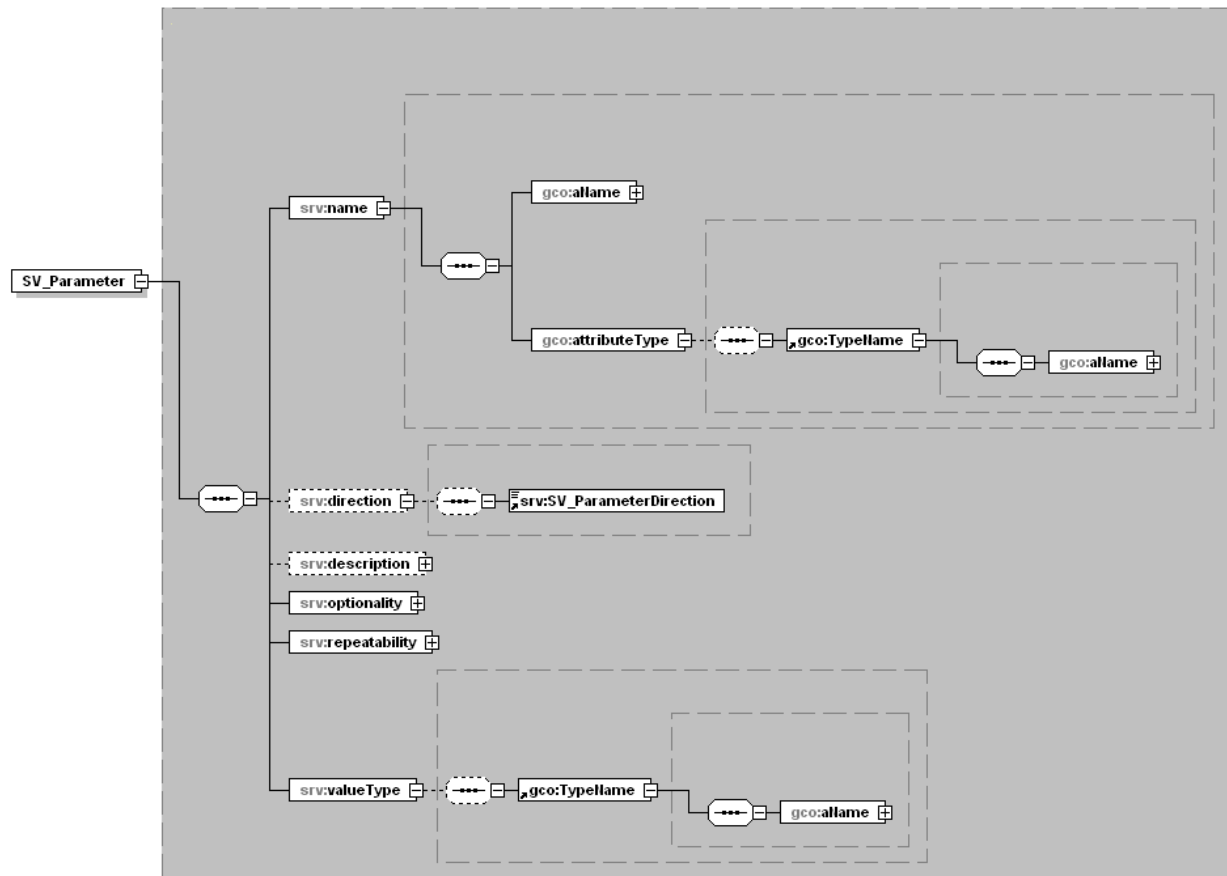 gco:aName
srv:name
SV_Parameter
gco:attributeType
gco:TypeName
gco:aName
srv:direction
srv:SV_ParameterDirection
srv:description
srv:optionality
srv:repeatability
srv:valueType
gco:TypeName
gco:aName